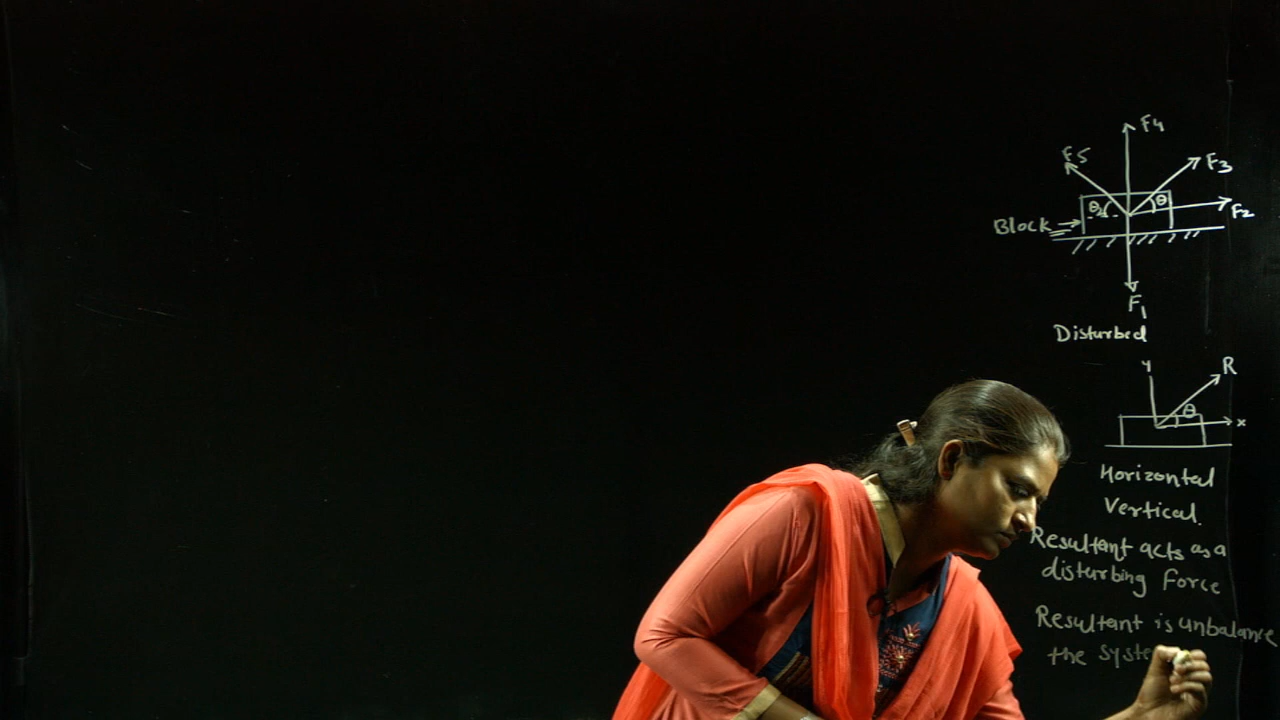 F4
F5
F3
θ2
θ
F2
Block
F1
Disturbed
y
R
θ
x
Horizontal
Vertical.
Resultant acts as a
disturbing Force
Resultant is unbalance
the syste